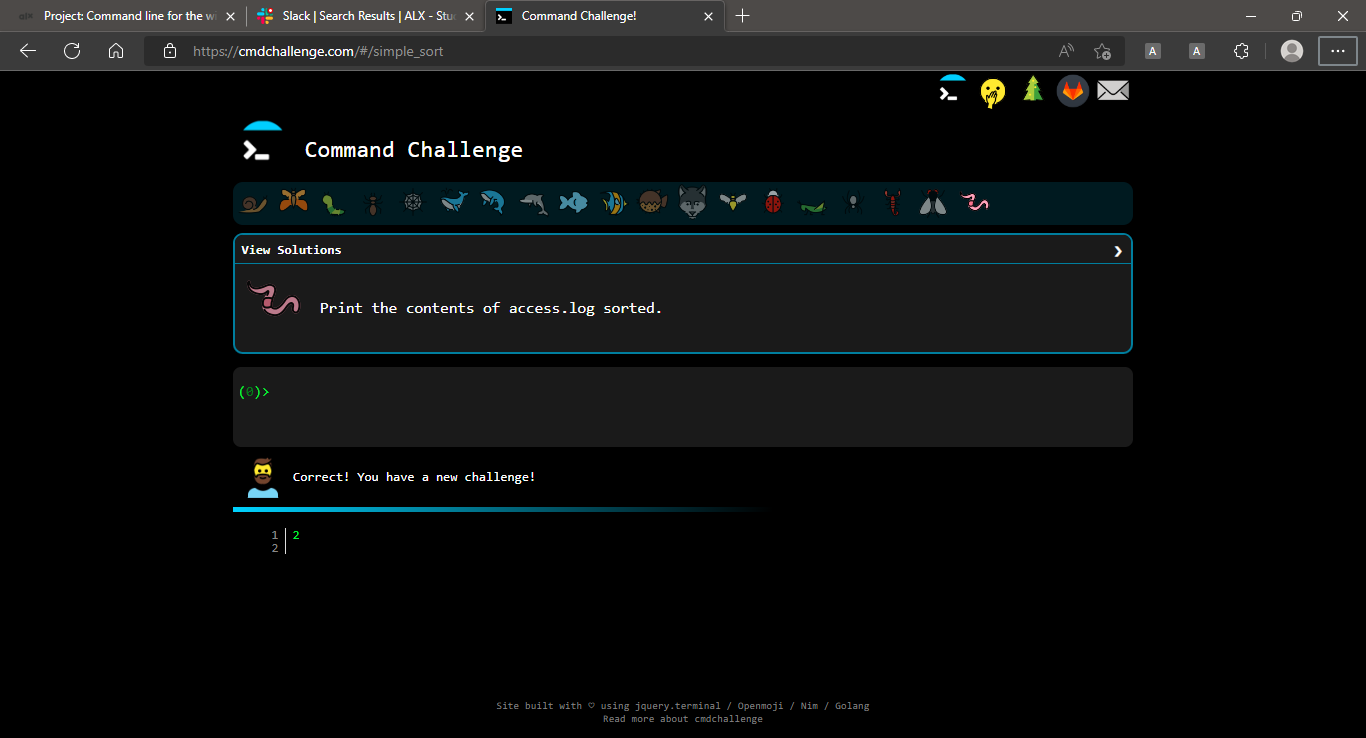 Project: Command line for the wi
Slack | Search Results | ALX - Stu
Command Challenge!
https://cmdchallenge.com/#/simple_sort
A
A
A
>_
>_ Command Challenge
View Solutions
Print the contents of access.log sorted.
(0)>
Correct! You have a new challenge!
1 2
2
Site built with ♡ using jquery.terminal / Openmoji / Nim / Golang
Read more about cmdchallenge